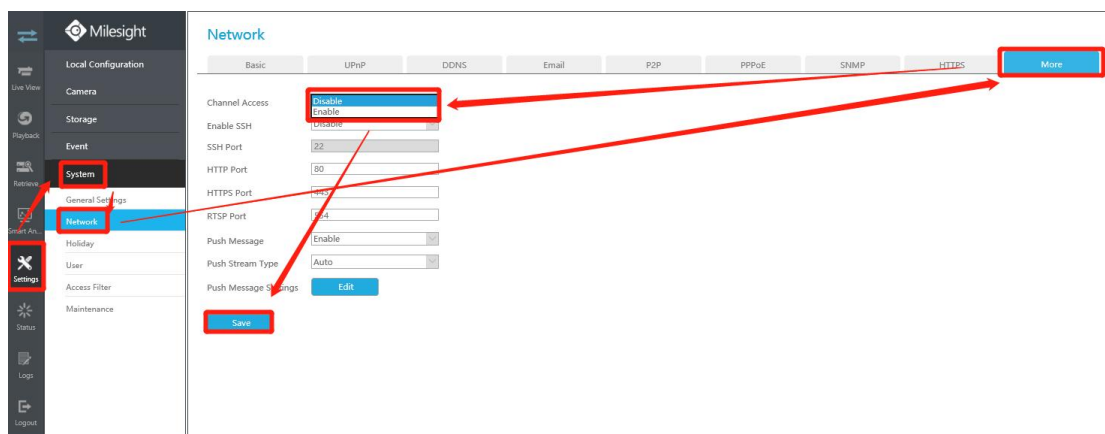 Milesight
Network
Local Configuration
Basic
UPnP
DDNS
Email
P2P
PPPoE
SNMP
HTTPS
More
Live View
Camera
Channel Access
Disable
Enable
Storage
Enable SSH
Disable
Playback
Event
SSH Port
22
System
HTTP Port
80
Retrieve...
General Settings
HTTPS Port
443
Network
RTSP Port
554
Smart An...
Holiday
Push Message
Enable
User
Push Stream Type
Auto
Settings
Access Filter
Push Message Settings
Edit
Maintenance
Save
Status
Logs
Logout